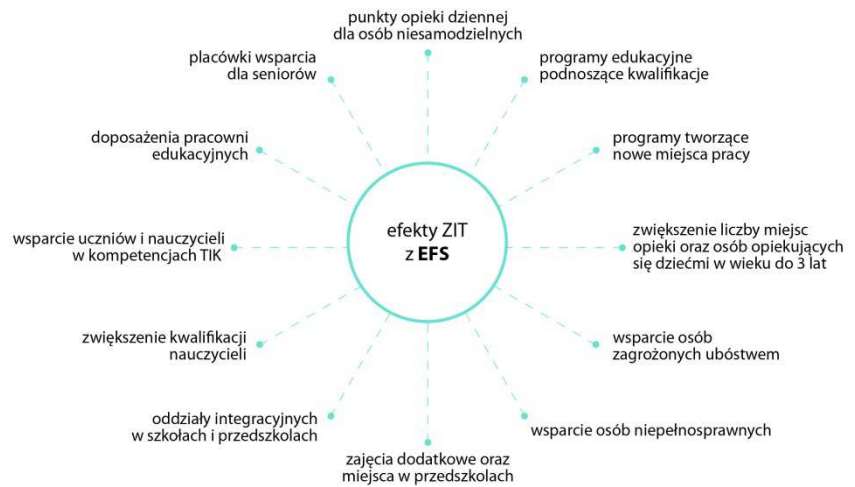 punkty opieki dziennej
dla osób niesamodzielnych
placówki wsparcia
dla seniorów
programy edukacyjne
podnoszące kwalifikacje
doposażenia pracowni
edukacyjnych
programy tworzące
nowe miejsca pracy
wsparcie uczniów i nauczycieli
w kompetencjach TIK
efekty ZIT
z EFS
zwiększenie liczby miejsc
opieki oraz osób opiekujących
się dziećmi w wieku do 3 lat
zwiększenie kwalifikacji
nauczycieli
wsparcie osób
zagrożonych ubóstwem
oddziały integracyjnych
w szkołach i przedszkolach
wsparcie osób niepełnosprawnych
zajęcia dodatkowe oraz
miejsca w przedszkolach